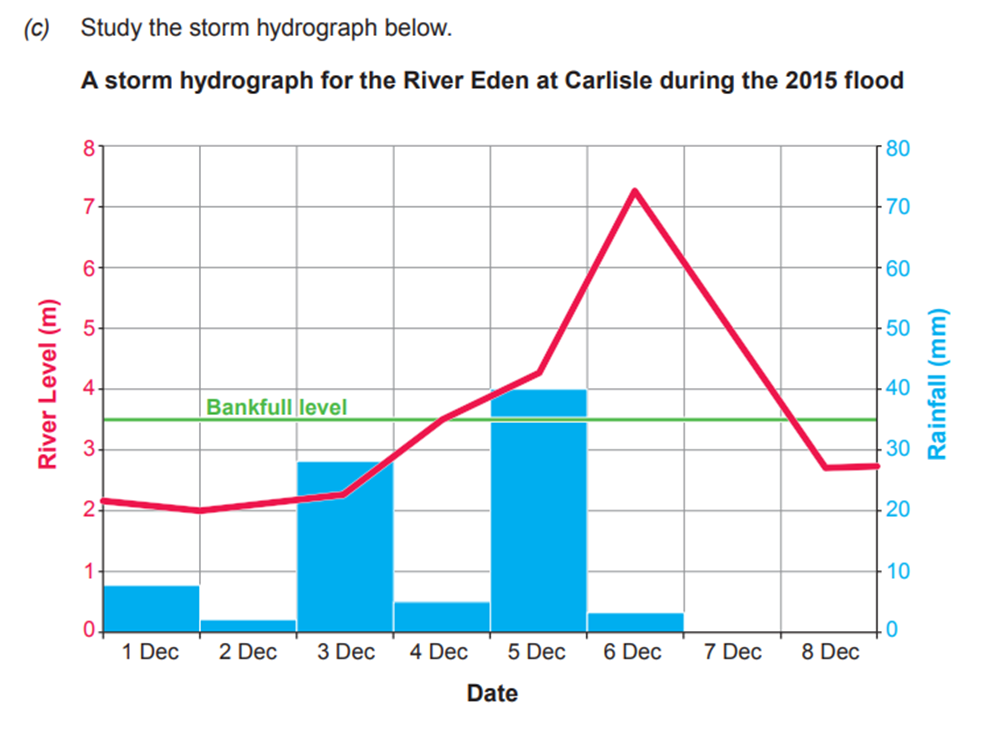 (c) Study the storm hydrograph below.
A storm hydrograph for the River Eden at Carlisle during the 2015 flood
8 80
7 70
6 60
5 50
4 40
Bankfull level
3 30
2 20
1 10
0 0
River Level (m)
Rainfall (mm)
1 Dec 2 Dec 3 Dec 4 Dec 5 Dec 6 Dec 7 Dec 8 Dec
Date